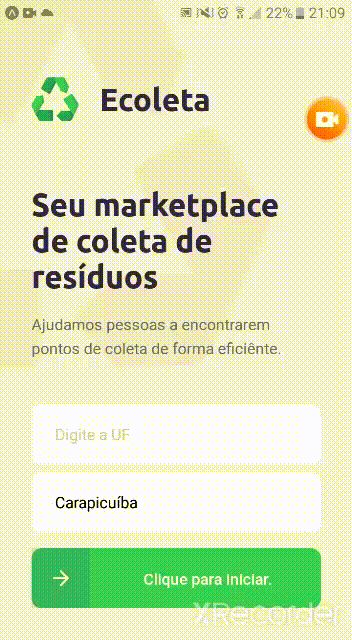 22% 21:09
Ecoleta
Seu marketplace
de coleta de
resíduos
Ajudamos pessoas a encontrarem
pontos de coleta de forma eficiênte.
Digite a UF
Carapicuíba
Clique para iniciar.
XRecorder